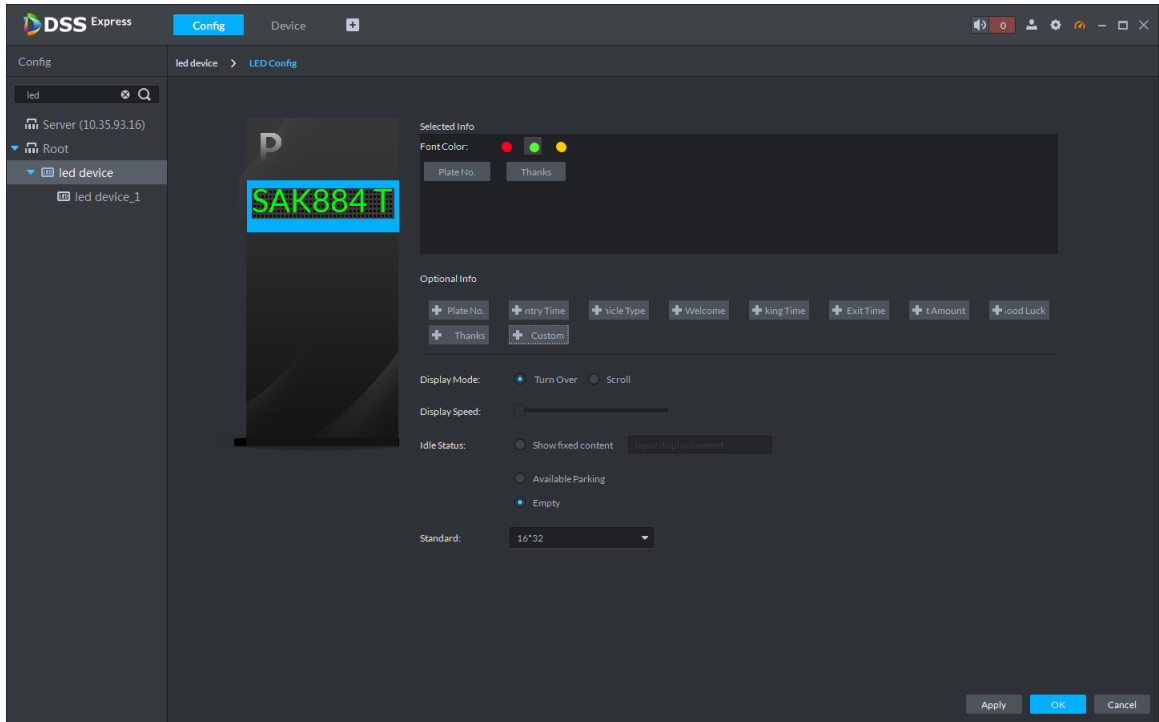 DSS Express Config Device 0
Config led device > LED Config
led
Server (10.35.93.16)
Root
led device
led device_1
P
SAK884 T
Selected Info
Font Color:
Plate No. Thanks
Optional Info
Plate No. ntry Time hicle Type Welcome king Time Exit Time t Amount ood Luck
Thanks Custom
Display Mode: Turn Over Scroll
Display Speed:
Idle Status: Show fixed content Input display content
Available Parking
Empty
Standard: 16*32
Apply OK Cancel